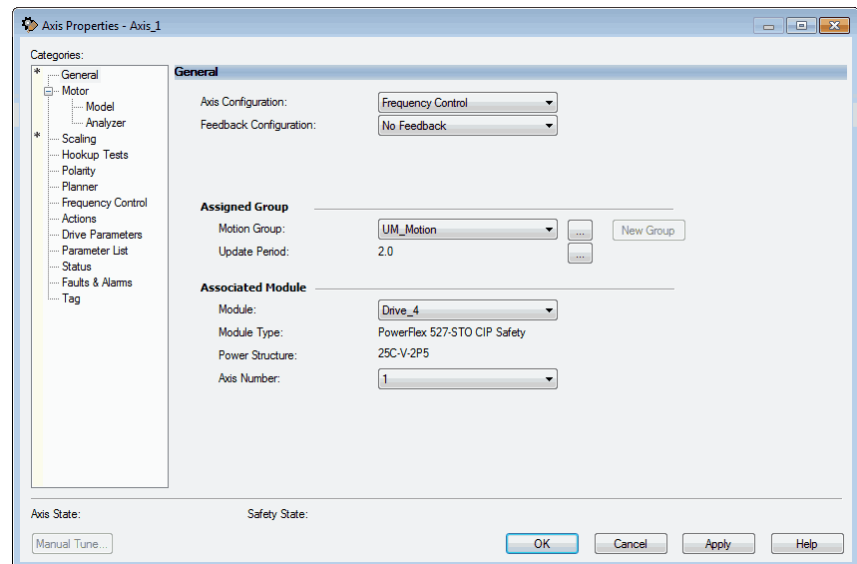 Axis Properties - Axis_1
Categories:
* General
Motor
Model
Analyzer
* Scaling
Hookup Tests
Polarity
Planner
Frequency Control
Actions
Drive Parameters
Parameter List
Status
Faults & Alarms
Tag
General
Axis Configuration: Frequency Control
Feedback Configuration: No Feedback
Assigned Group
Motion Group: UM_Motion ... New Group
Update Period: 2.0 ...
Associated Module
Module: Drive_4
Module Type: PowerFlex 527-STO CIP Safety
Power Structure: 25C-V-2P5
Axis Number: 1
Axis State: Safety State:
Manual Tune... OK Cancel Apply Help